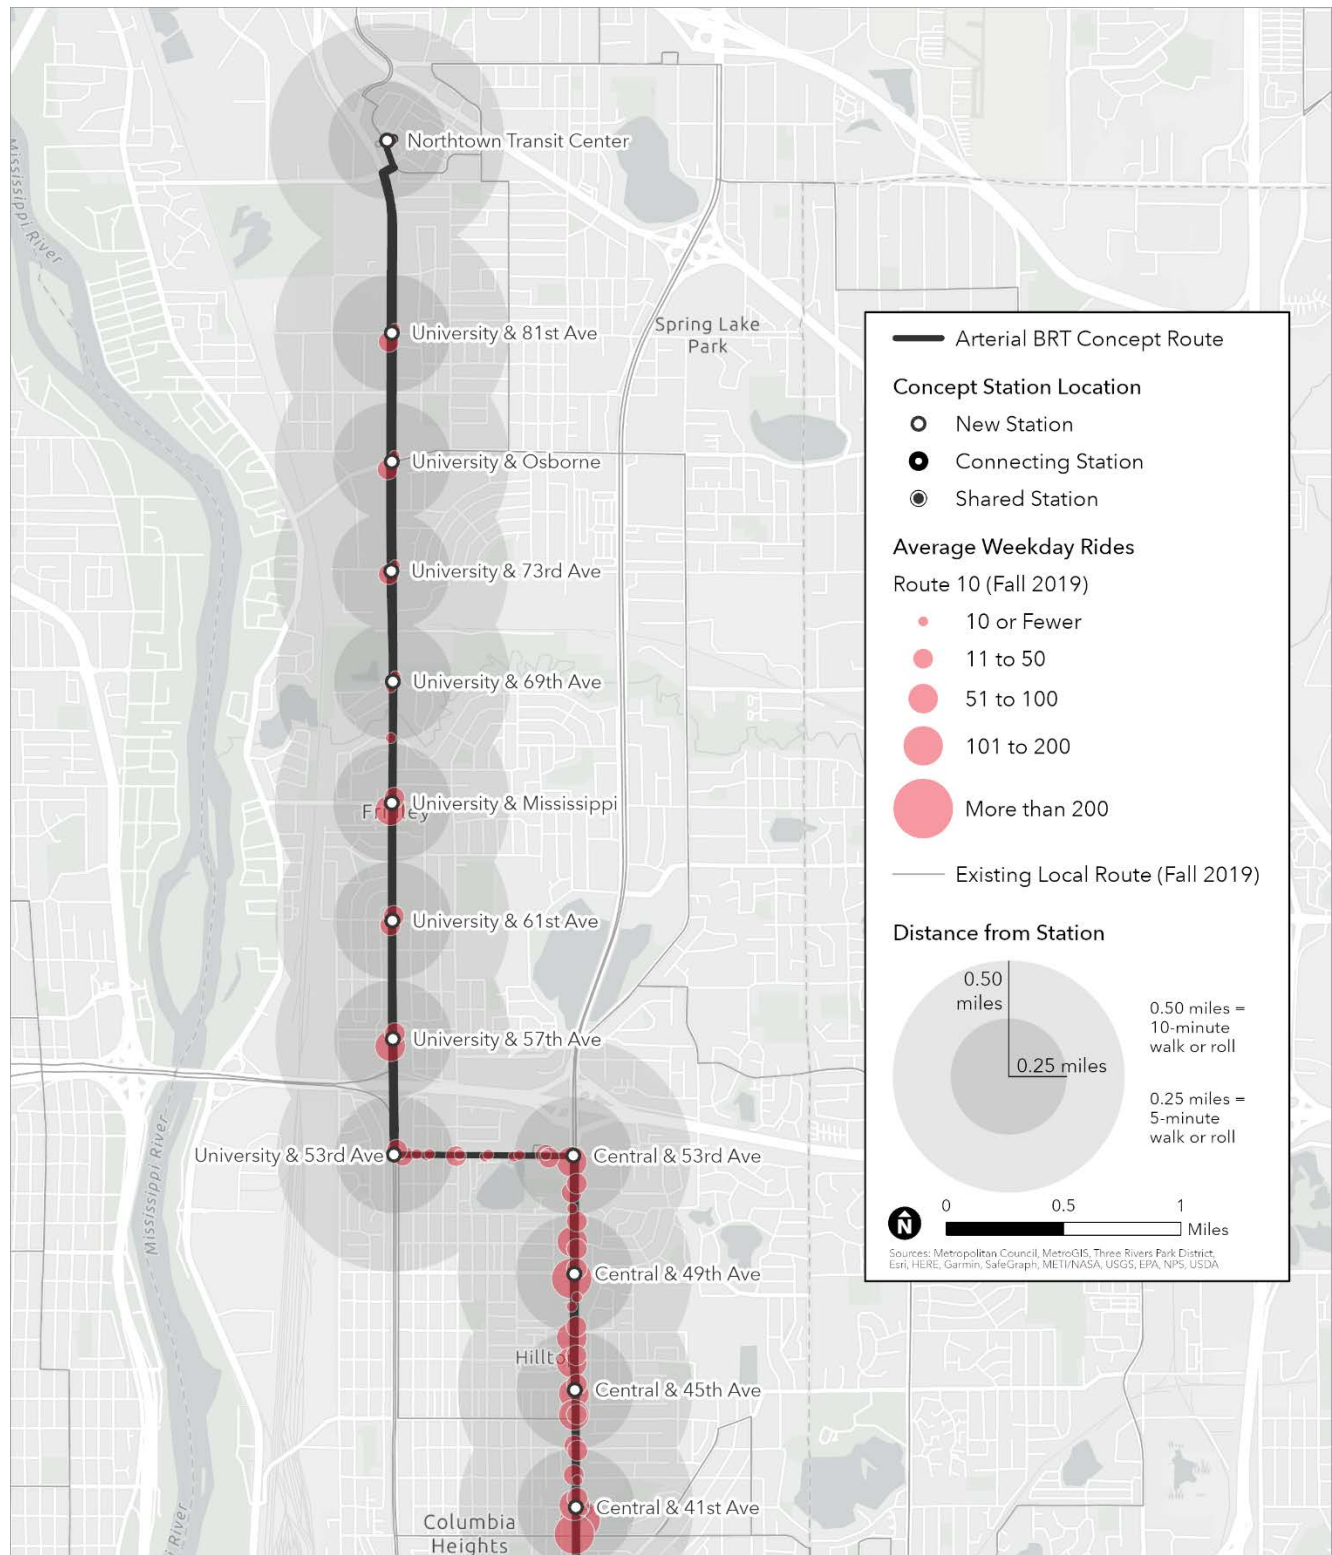 Northtown Transit Center
Mississippi River
University & 81st Ave
Spring Lake
Park
University & Osborne
University & 73rd Ave
University & 69th Ave
University & Mississippi
University & 61st Ave
University & 57th Ave
University & 53rd Ave
Central & 53rd Ave
Mississippi River
Central & 49th Ave
Central & 45th Ave
Central & 41st Ave
Columbia
Heights
i River
Arterial BRT Concept Route
Concept Station Location
New Station
Connecting Station
Shared Station
Average Weekday Rides
Route 10 (Fall 2019)
10 or Fewer
11 to 50
51 to 100
101 to 200
More than 200
Existing Local Route (Fall 2019)
Distance from Station
0.50
miles
0.25 miles
0.50 miles =
10-minute
walk or roll
0.25 miles =
5-minute
walk or roll
N
0 0.5 1
Miles
Sources: Metropolitan Council, MetroGIS, Three Rivers Park District,
Esri, HERE, Garmin, SafeGraph, METI/NASA, USGS, EPA, NPS, USDA